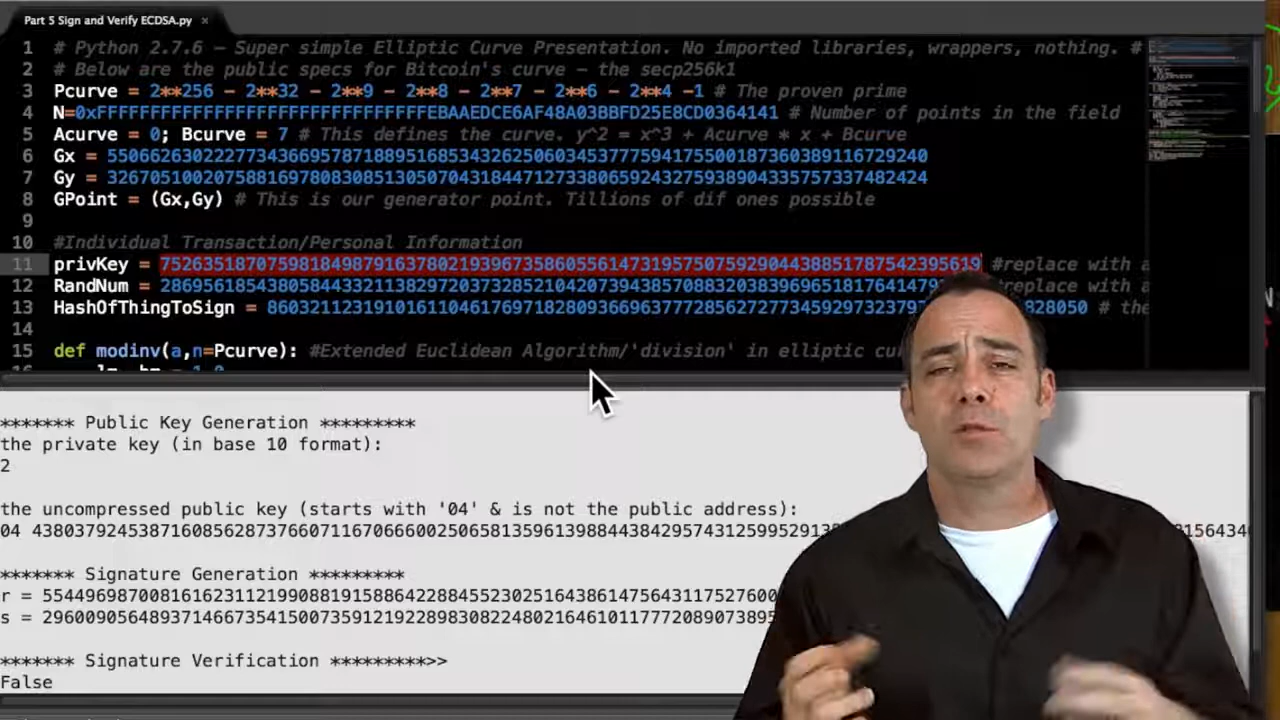 Part 5 Sign and Verify ECDSA.py ×
1 # Python 2.7.6 - Super simple Elliptic Curve Presentation. No imported libraries, wrappers, nothing. #
2 # Below are the public specs for Bitcoin's curve - the secp256k1
3 Pcurve = 2**256 - 2**32 - 2**9 - 2**8 - 2**7 - 2**6 - 2**4 -1 # The proven prime
4 N=0xFFFFFFFFFFFFFFFFFFFFFFFFFFFFFFFEBAAEDCE6AF48A03BBFD25E8CD0364141 # Number of points in the field
5 Acurve = 0; Bcurve = 7 # This defines the curve. y^2 = x^3 + Acurve * x + Bcurve
6 Gx = 55066263022277343669578718895168534326250603453777594175500187360389116729240
7 Gy = 32670510020758816978083085130507043184471273380659243275938904335757337482424
8 GPoint = (Gx,Gy) # This is our generator point. Tillions of dif ones possible
9
10 #Individual Transaction/Personal Information
11 privKey = 75263518707598184987916378021939673586055614731957507592904438851787542395619 #replace with a
12 RandNum = 28695618543805844332113829720373285210420739438570883203839696518176414791 #replace with a
13 HashOfThingToSign = 86032112319101611046176971828093669637772856272773459297323797 828050 # the
14
15 def modinv(a,n=Pcurve): #Extended Euclidean Algorithm/'division' in elliptic cu
******* Public Key Generation *********
the private key (in base 10 format):
2
the uncompressed public key (starts with '04' & is not the public address):
04
******* Signature Generation *********
r = 
s = 
******* Signature Verification *********>>
False